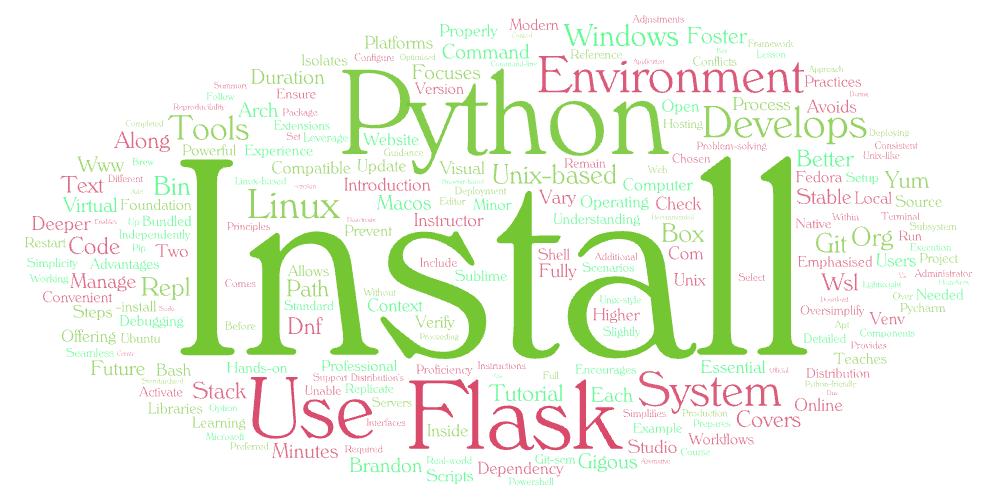 Adjustments
Modern
Properly
Windows
Foster
Platforms
Command
Reference
Framework
Isolates
Configure
Optimised
Command-line
Application
Conflicts
Lesson
Duration
Focuses
Environment
Approach
Summary
Ensure
Version
Practices
Reproducibility
Package
Python
Open
Process
Avoids
Follow
Arch
Extensions
Hosting
Develops
Deploying
Completed
Tools
Set
Leverage
Website
Problem-solving
Consistent
Along
Powerful
Experience
Guidance
Remain
Web
Chosen
Better
Unix-like
Www
Brew
Compatible
Update
Visual
Unix-based
Computer
Fedora
Setup
Yum
Text
Different
Bin
Linux-based
Introduction
Deployment
Vary
Operating
Check
Stable
Local
Source
Virtual
Foundation
Linux
Macos
Editor
Minor
Understanding
Native
Within
Terminal
Deeper
Up
Bundled
Principles
Prevent
Instructor
Box
Git
Org
Run
Subsystem
Execution
Restart
Code
Pip
Independently
Two
Install
Shell
Additional
Com
Emphasised
Users
Project
Simplicity
Advantages
Include
Fully
Scenarios
Unix
Select
Wsl
Administrator
Working
Manage
Repl
Comes
Allows
Sublime
Lightweight
Convenient
Path
Without
Context
Unix-style
Download
Over
Needed
Steps
-install
Standard
Higher
Oversimplify
Venv
Pycharm
Debugging
Before
Dnf
Verify
Slightly
Apt
Detailed
Components
Offering
Ubuntu
Proceeding
Provides
Teaches
Seamless
Hands-on
Professional
Proficiency
Instructions
Full
Encourages
Essential
Official
Future
Bash
Support
Distribution's
Distribution
Python-friendly
Standardised
Activate
Stack
Unable
Replicate
Use
Flask
Tutorial
Each
System
Online
Libraries
Option
Servers
Simplifies
Production
Covers
Learning
Interfaces
Inside
Example
Prepares
Microsoft
Preferred
Minutes
Required
Studio
Workflows
Course
Brandon
Real-world
Git-scm
Gigous
Scripts
Dependency
Powershell